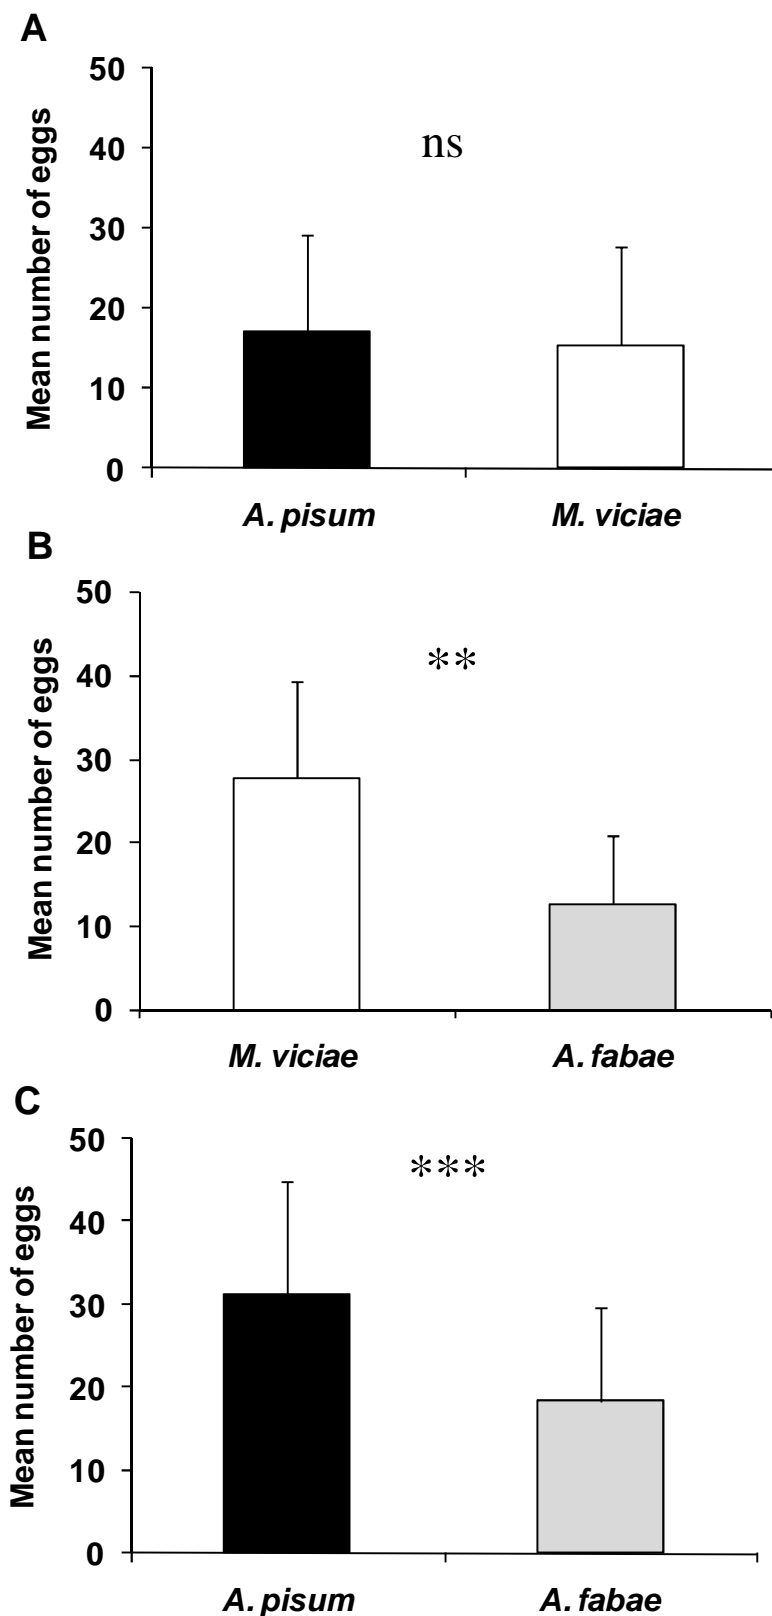 A
Mean number of eggs
50
40
30
20
10
0
ns
A. pisum M. viciae
B
Mean number of eggs
50
40
30
20
10
0
**
M. viciae A. fabae
C
Mean number of eggs
50
40
30
20
10
0
***
A. pisum A. fabae